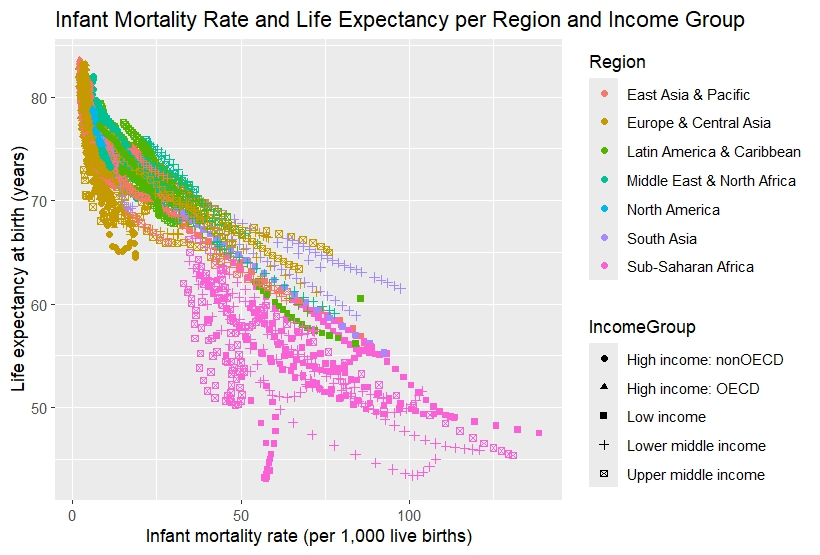 Infant Mortality Rate and Life Expectancy per Region and Income Group
Life expectancy at birth (years)
80
70
60
50
0
50
100
Infant mortality rate (per 1,000 live births)
Region
East Asia & Pacific
Europe & Central Asia
Latin America & Caribbean
Middle East & North Africa
North America
South Asia
Sub-Saharan Africa
IncomeGroup
High income: nonOECD
High income: OECD
Low income
Lower middle income
Upper middle income